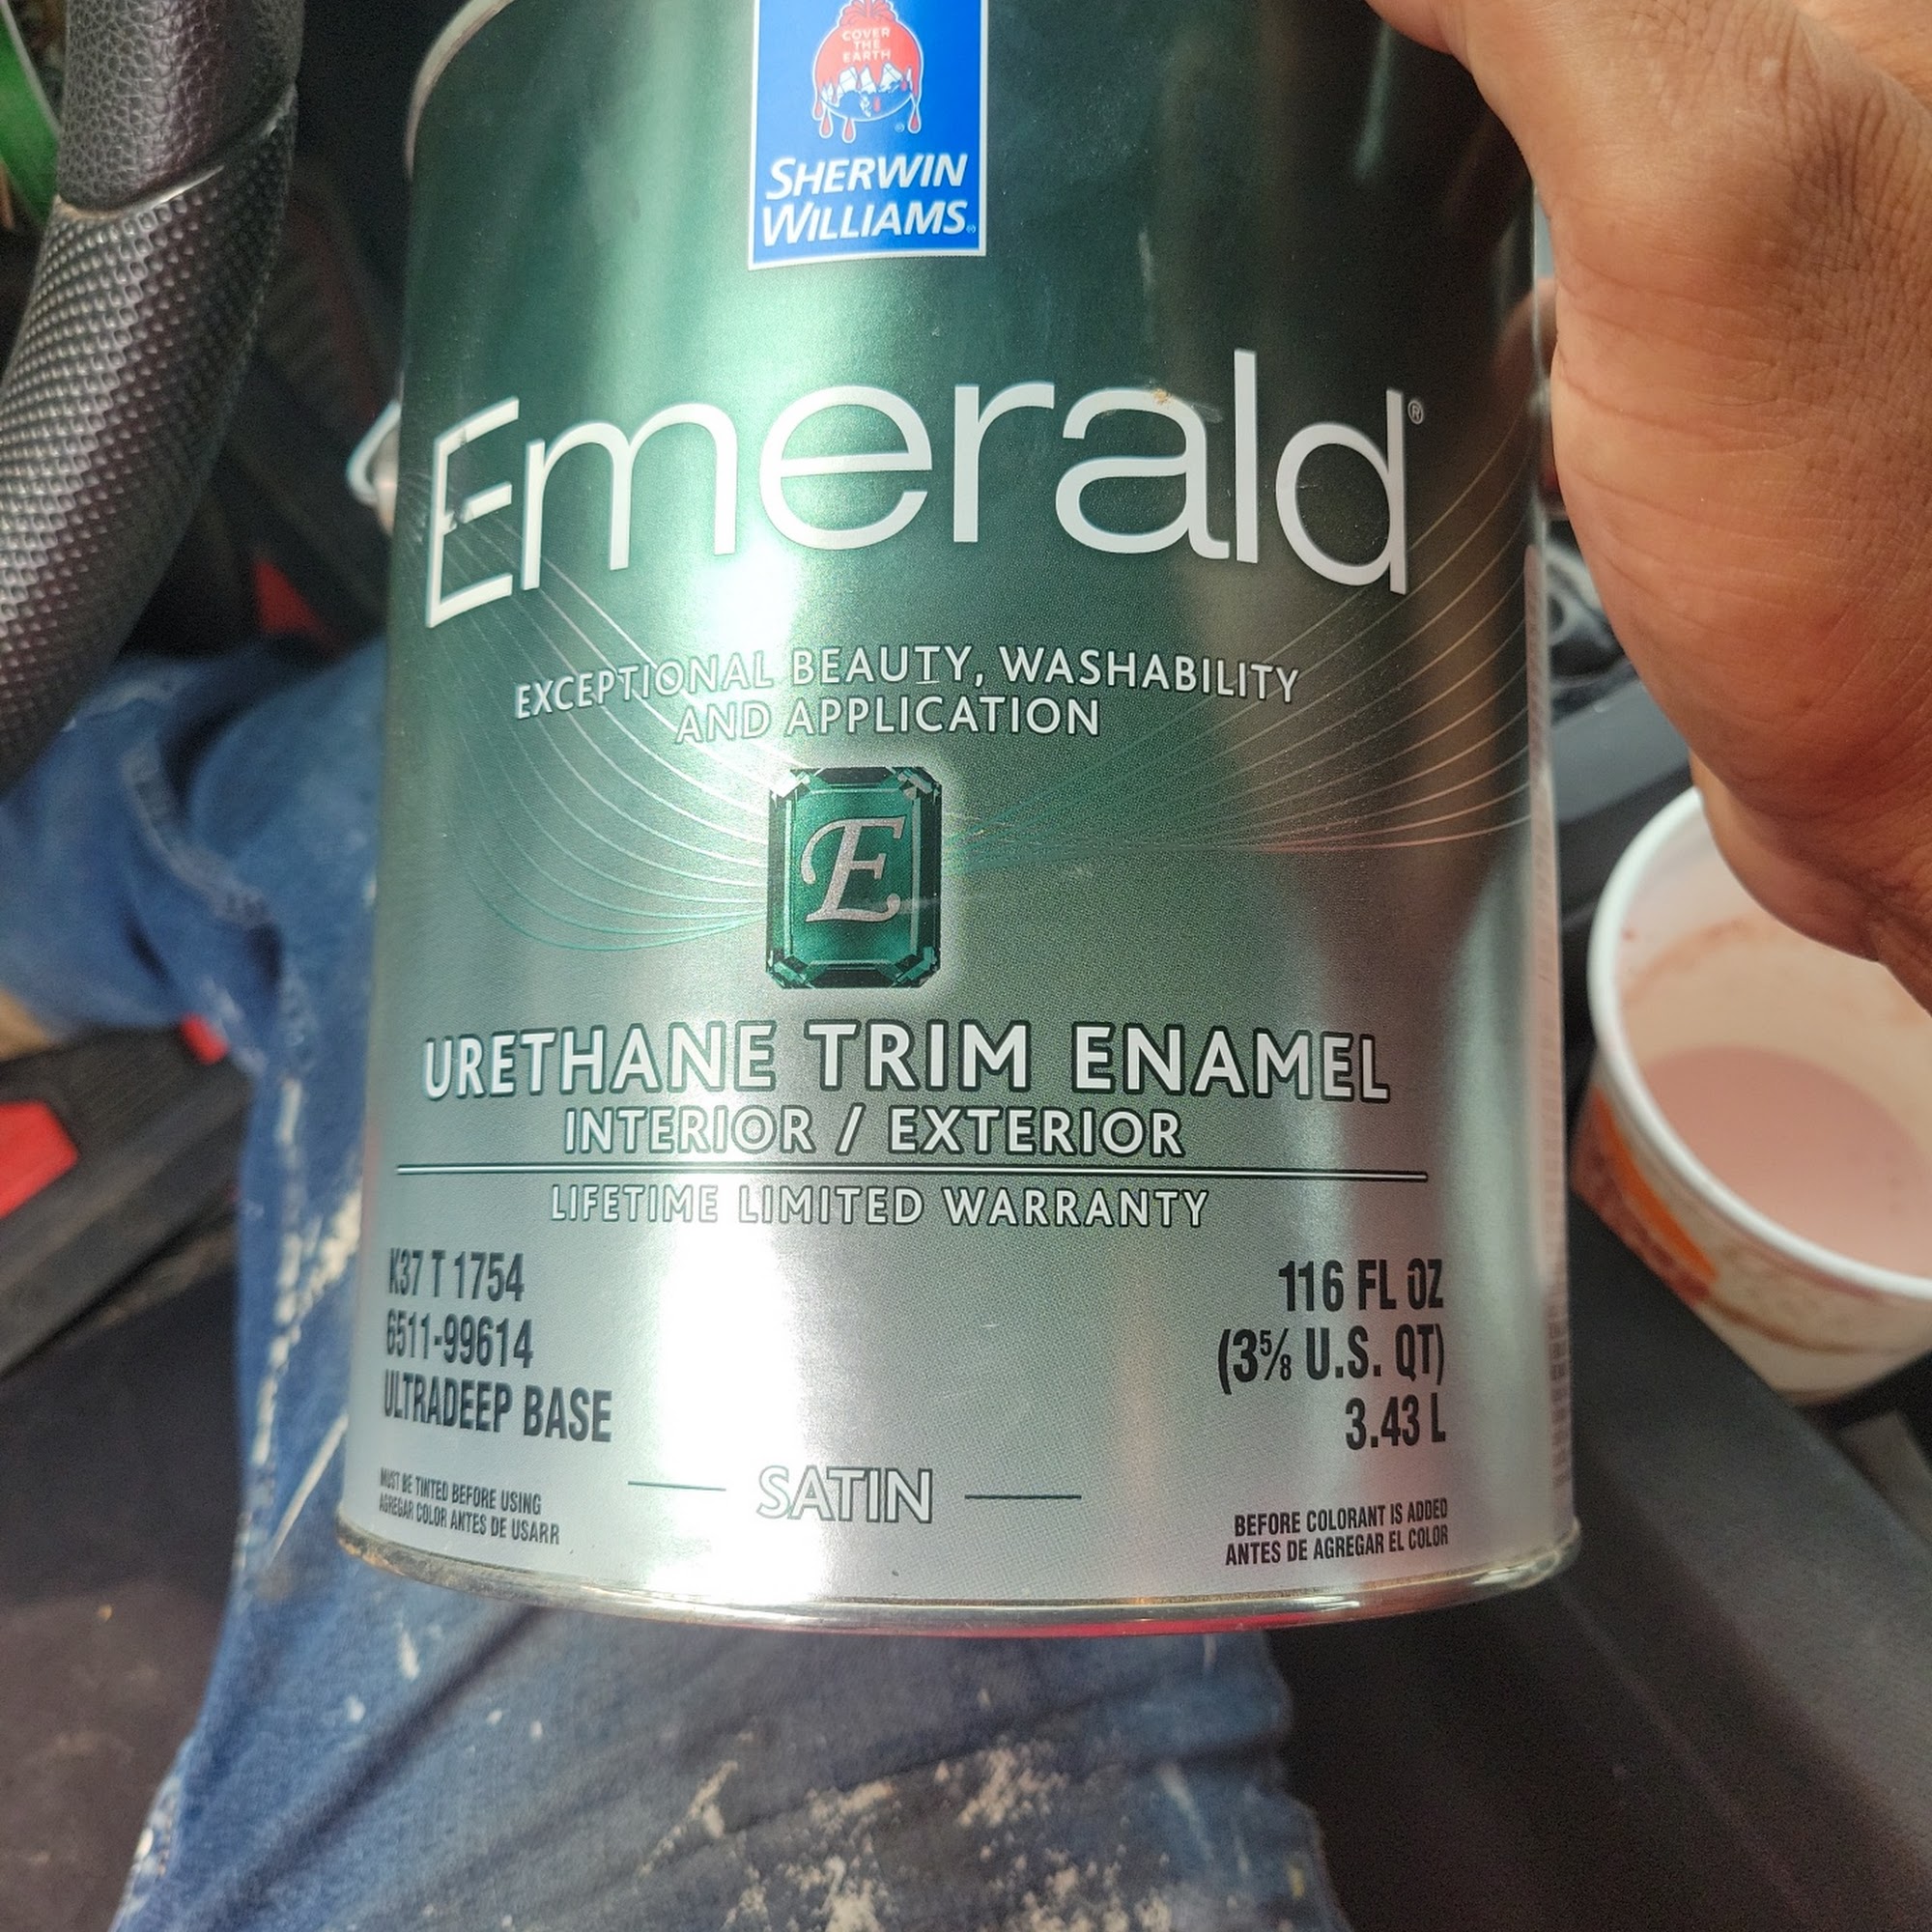 COVER
THE
EARTH
SHERWIN
WILLIAMS®
Emerald®
EXCEPTIONAL BEAUTY, WASHABILITY
AND APPLICATION
E
URETHANE TRIM ENAMEL
INTERIOR / EXTERIOR
LIFETIME LIMITED WARRANTY
K37 T 1754
6511-99614
ULTRADEEP BASE
MUST BE TINTED BEFORE USING
AGREGAR COLOR ANTES DE USARR
SATIN
116 FL OZ
(3⅝ U.S. QT)
3.43 L
BEFORE COLORANT IS ADDED
ANTES DE AGREGAR EL COLOR